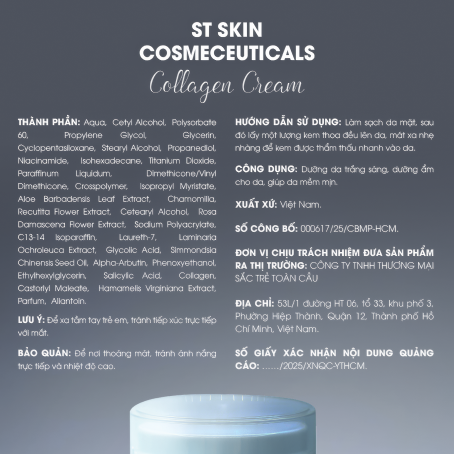 ST SKIN
COSMECEUTICALS
Collagen Cream
THÀNH PHẦN: Aqua, Cetyl Alcohol, Polysorbate
60, Propylene Glycol, Glycerin,
Cyclopentasiloxane, Stearyl Alcohol, Propanediol,
Niacinamide, Isohexadecane, Titanium Dioxide,
Paraffinum Liquidum, Dimethicone/Vinyl
Dimethicone, Crosspolymer, Isopropyl Myristate,
Aloe Barbadensis Leaf Extract, Chamomilla,
Recutita Flower Extract, Cetearyl Alcohol, Rosa
Damascena Flower Extract, Sodium Polyacrylate,
C13-14 Isoparaffin, Laureth-7, Laminaria
Ochroleuca Extract, Glycolic Acid, Simmondsia
Chinensis Seed Oil, Alpha-Arbutin, Phenoxyethanol,
Ethylhexylglycerin, Salicylic Acid, Collagen,
Castoryl Maleate, Hamamelis Virginiana Extract,
Parfum, Allantoin.
LƯU Ý: Để xa tầm tay trẻ em, tránh tiếp xúc trực tiếp
với mắt.
BẢO QUẢN: Để nơi thoáng mát, tránh ánh nắng
trực tiếp và nhiệt độ cao.
HƯỚNG DẪN SỬ DỤNG: Làm sạch da mặt, sau
đó lấy một lượng kem thoa đều lên da, mát xa nhẹ
nhàng để kem được thẩm thấu nhanh vào da.
CÔNG DỤNG: Dưỡng da trắng sáng, dưỡng ẩm
cho da, giúp da mềm mịn.
XUẤT XỨ: Việt Nam.
SỐ CÔNG BỐ: 000617/25/CBMP-HCM.
ĐƠN VỊ CHỊU TRÁCH NHIỆM ĐƯA SẢN PHẨM
RA THỊ TRƯỜNG: CÔNG TY TNHH THƯƠNG MẠI
SẮC TRẺ TOÀN CẦU
ĐỊA CHỈ: 53L/1 đường HT 06, tổ 33, khu phố 3,
Phường Hiệp Thành, Quận 12, Thành phố Hồ
Chí Minh, Việt Nam.
SỐ GIẤY XÁC NHẬN NỘI DUNG QUẢNG
CÁO: ....../2025/XNQC-YTHCM.